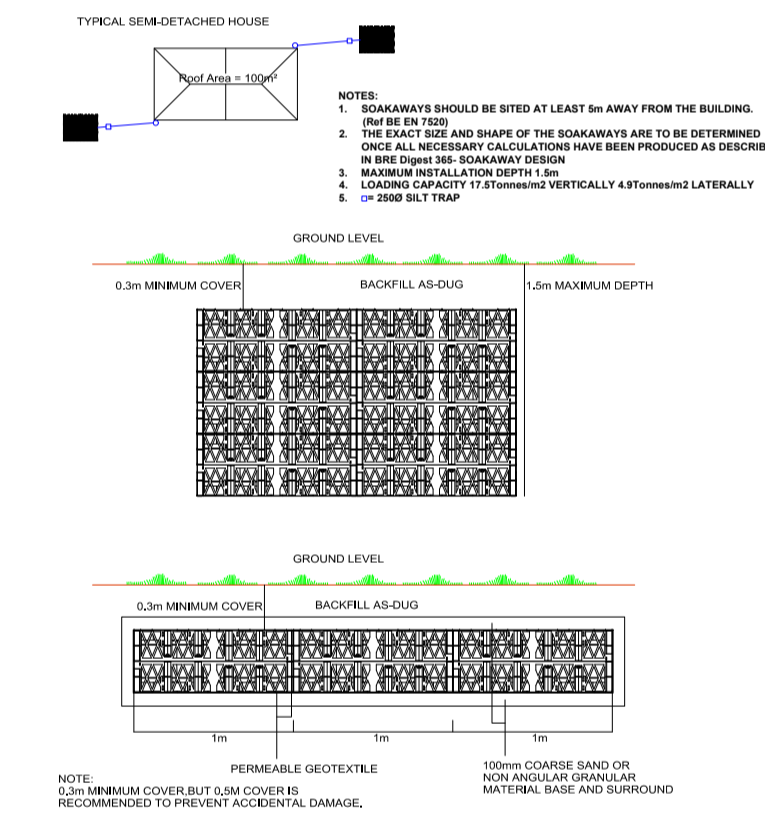 TYPICAL SEMI-DETACHED HOUSE
Roof Area = 100m²
NOTES:
1. SOAKAWAYS SHOULD BE SITED AT LEAST 5m AWAY FROM THE BUILDING.
(Ref BE EN 7520)
2. THE EXACT SIZE AND SHAPE OF THE SOAKAWAYS ARE TO BE DETERMINED
ONCE ALL NECESSARY CALCULATIONS HAVE BEEN PRODUCED AS DESCRIB
IN BRE Digest 365- SOAKAWAY DESIGN
3. MAXIMUM INSTALLATION DEPTH 1.5m
4. LOADING CAPACITY 17.5Tonnes/m2 VERTICALLY 4.9Tonnes/m2 LATERALLY
5. = 250Ø SILT TRAP
GROUND LEVEL
0.3m MINIMUM COVER BACKFILL AS-DUG 1.5m MAXIMUM DEPTH
GROUND LEVEL
0.3m MINIMUM COVER BACKFILL AS-DUG
1m 1m 1m
PERMEABLE GEOTEXTILE
100mm COARSE SAND OR
NON ANGULAR GRANULAR
MATERIAL BASE AND SURROUND
NOTE:
0.3m MINIMUM COVER,BUT 0.5M COVER IS
RECOMMENDED TO PREVENT ACCIDENTAL DAMAGE.